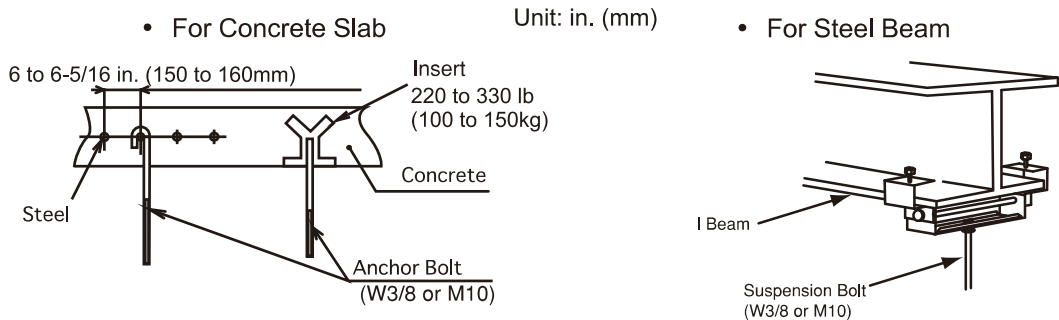 • For Concrete Slab
Unit: in. (mm)
• For Steel Beam
6 to 6-5/16 in. (150 to 160mm)
Insert
220 to 330 lb
(100 to 150kg)
Concrete
Steel
Anchor Bolt
(W3/8 or M10)
I Beam
Suspension Bolt
(W3/8 or M10)